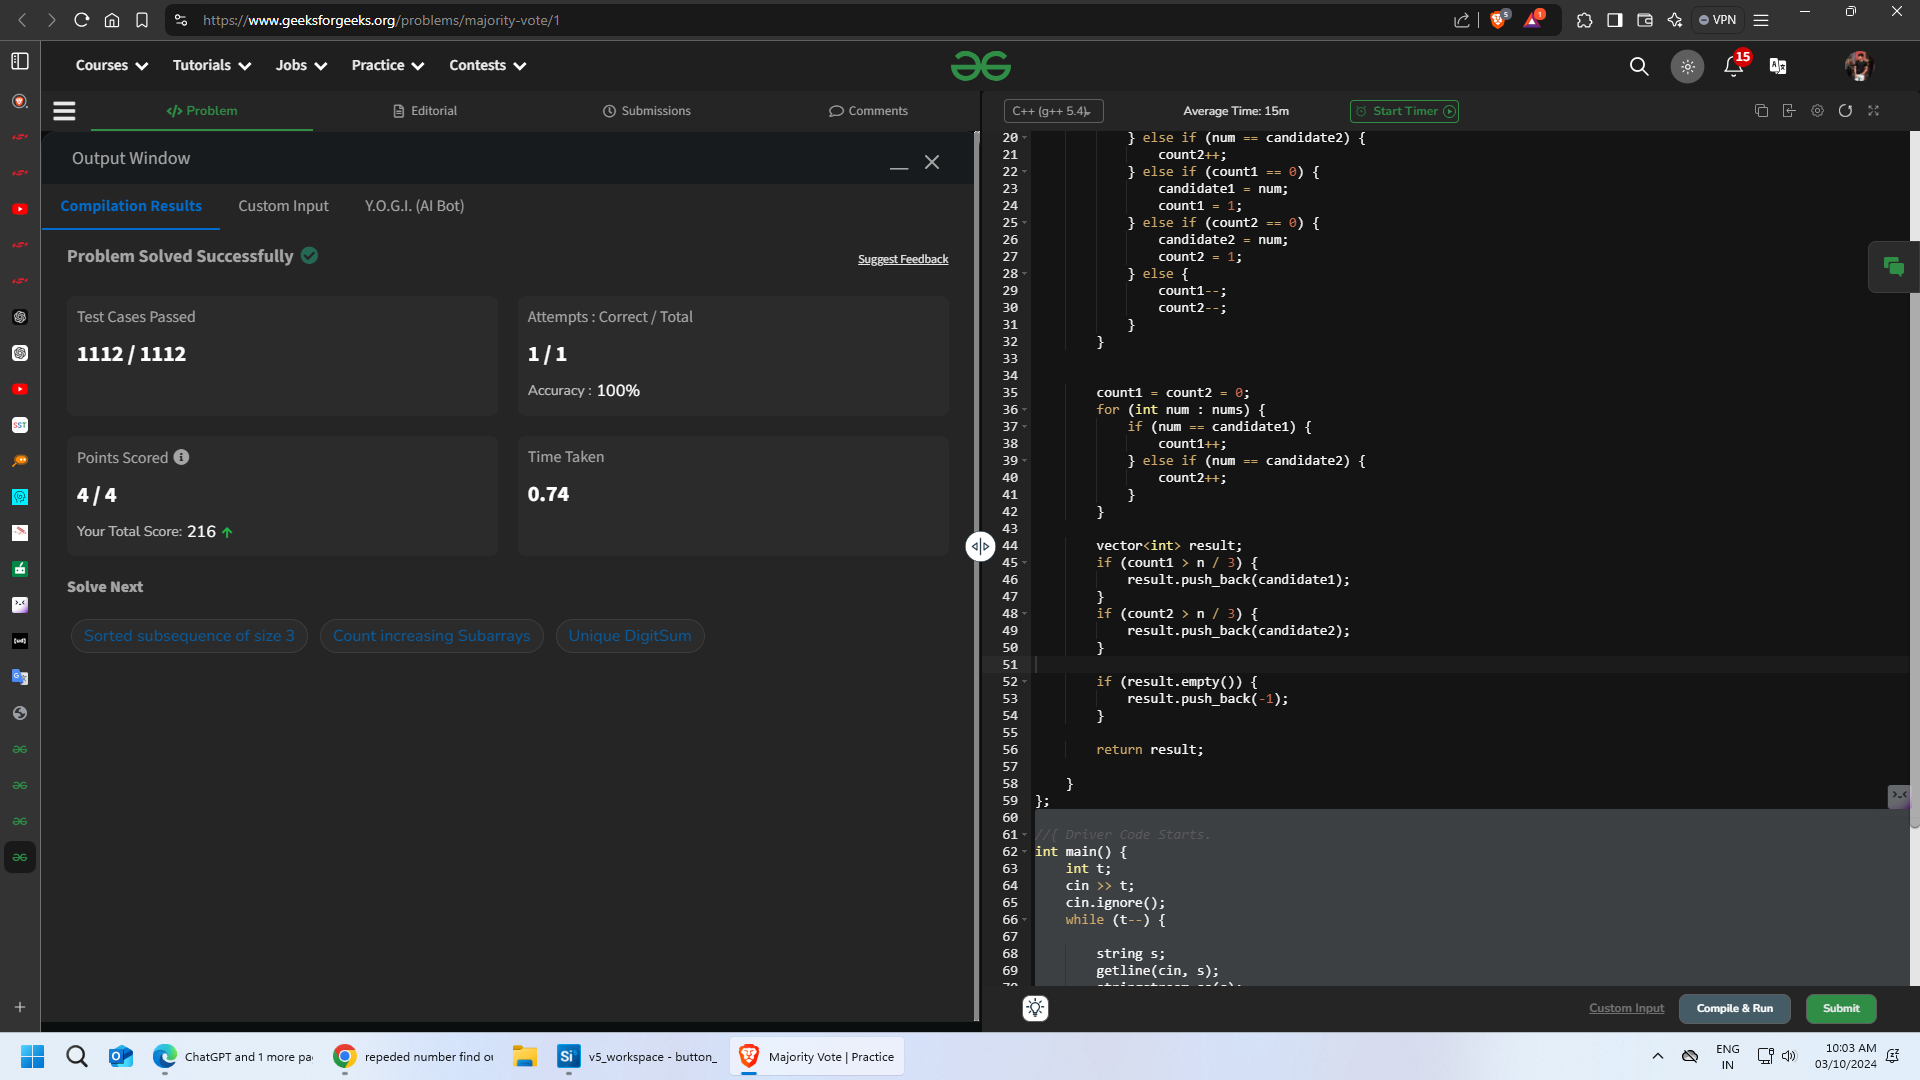 https://www.geeksforgeeks.org/problems/majority-vote/1
5
1
VPN
Courses
Tutorials
Jobs
Practice
Contests
15
Problem
Editorial
Submissions
Comments
C++ (g++ 5.4)
Average Time: 15m
Start Timer
Output Window
Compilation Results
Custom Input
Y.O.G.I. (AI Bot)
Problem Solved Successfully
Suggest Feedback
Test Cases Passed
1112 / 1112
Attempts : Correct / Total
1 / 1
Accuracy : 100%
Points Scored
4 / 4
Your Total Score: 216
Time Taken
0.74
Solve Next
Sorted subsequence of size 3
Count increasing Subarrays
Unique DigitSum
20 } else if (num == candidate2) {
21 count2++;
22 } else if (count1 == 0) {
23 candidate1 = num;
24 count1 = 1;
25 } else if (count2 == 0) {
26 candidate2 = num;
27 count2 = 1;
28 } else {
29 count1--;
30 count2--;
31 }
32 }
33
34
35 count1 = count2 = 0;
36 for (int num : nums) {
37 if (num == candidate1) {
38 count1++;
39 } else if (num == candidate2) {
40 count2++;
41 }
42 }
43
44 vector<int> result;
45 if (count1 > n / 3) {
46 result.push_back(candidate1);
47 }
48 if (count2 > n / 3) {
49 result.push_back(candidate2);
50 }
51
52 if (result.empty()) {
53 result.push_back(-1);
54 }
55
56 return result;
57
58 }
59 };
60
61 //{ Driver Code Starts.
62 int main() {
63 int t;
64 cin >> t;
65 cin.ignore();
66 while (t--) {
67
68 string s;
69 getline(cin, s);
Custom Input
Compile & Run
Submit
ChatGPT and 1 more pa
repeded number find o
v5_workspace - button_
Majority Vote | Practice
ENG
IN
10:03 AM
03/10/2024